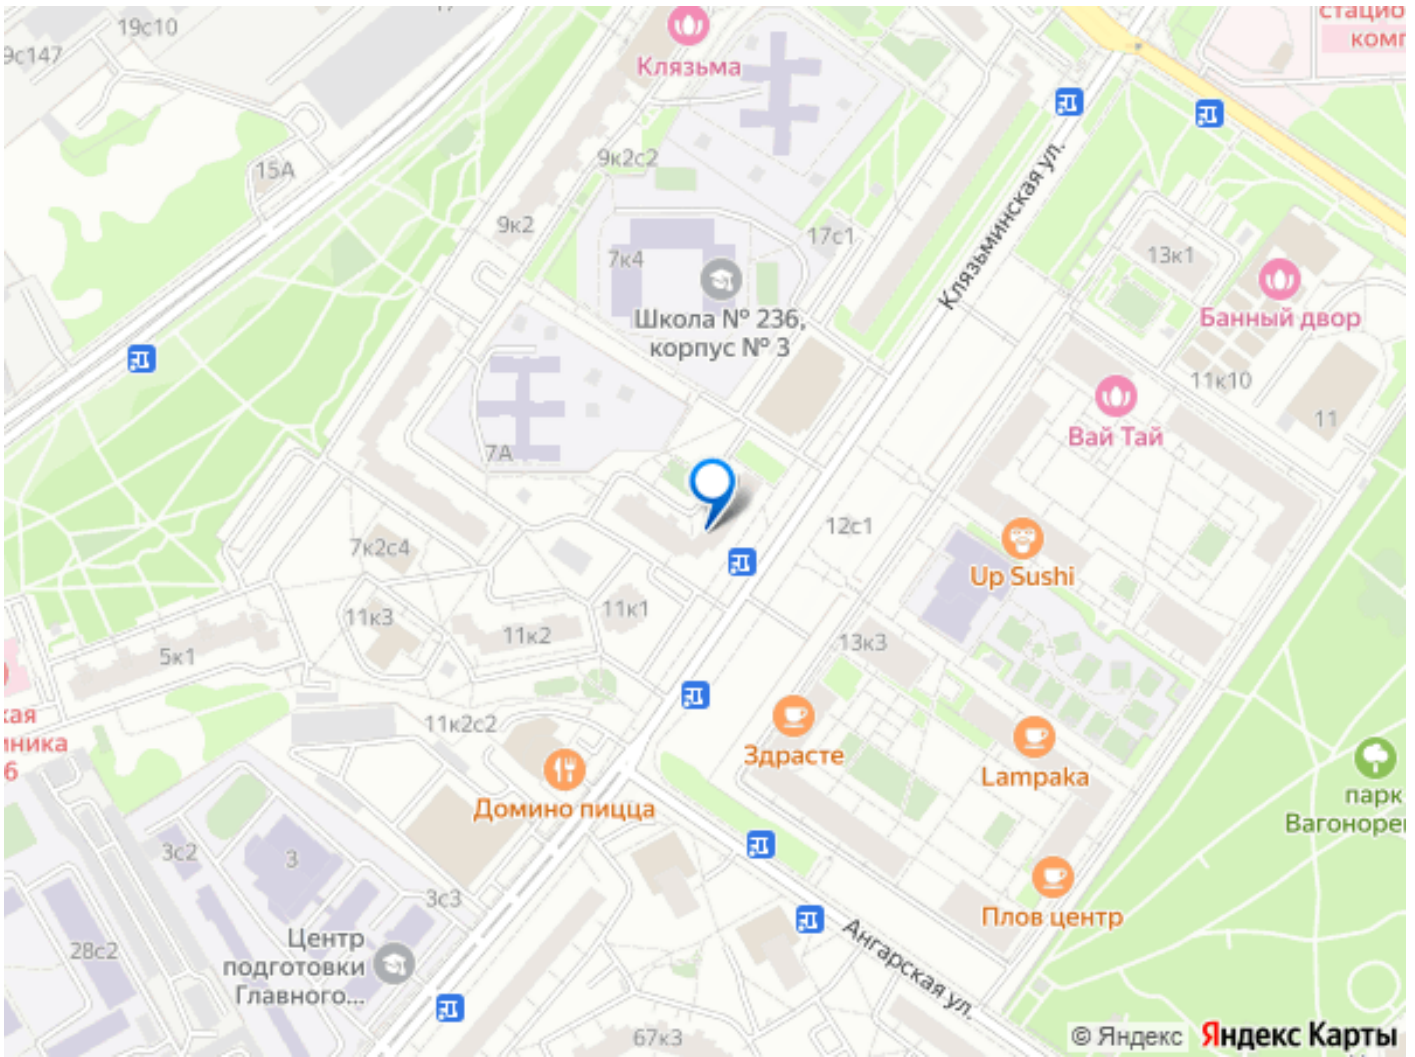 19с10
9с147
стацио
комп
Клязьма
15А
9к2с2
9к2
17с1
7к4
Клязьминская ул.
13к1
Школа № 236,
корпус № 3
Банный двор
11к10
11
Вай Тай
7А
12с1
7к2с4
Up Sushi
11к3
11к1
11к2
13к3
5к1
кая
иника
6
11к2с2
Здрасте
Lampaka
Домино пицца
парк
Вагоноре
3с2
3
3с3
Плов центр
28с2
Центр
подготовки
Главного...
Ангарская ул.
67к3
© Яндекс Яндекс Карты